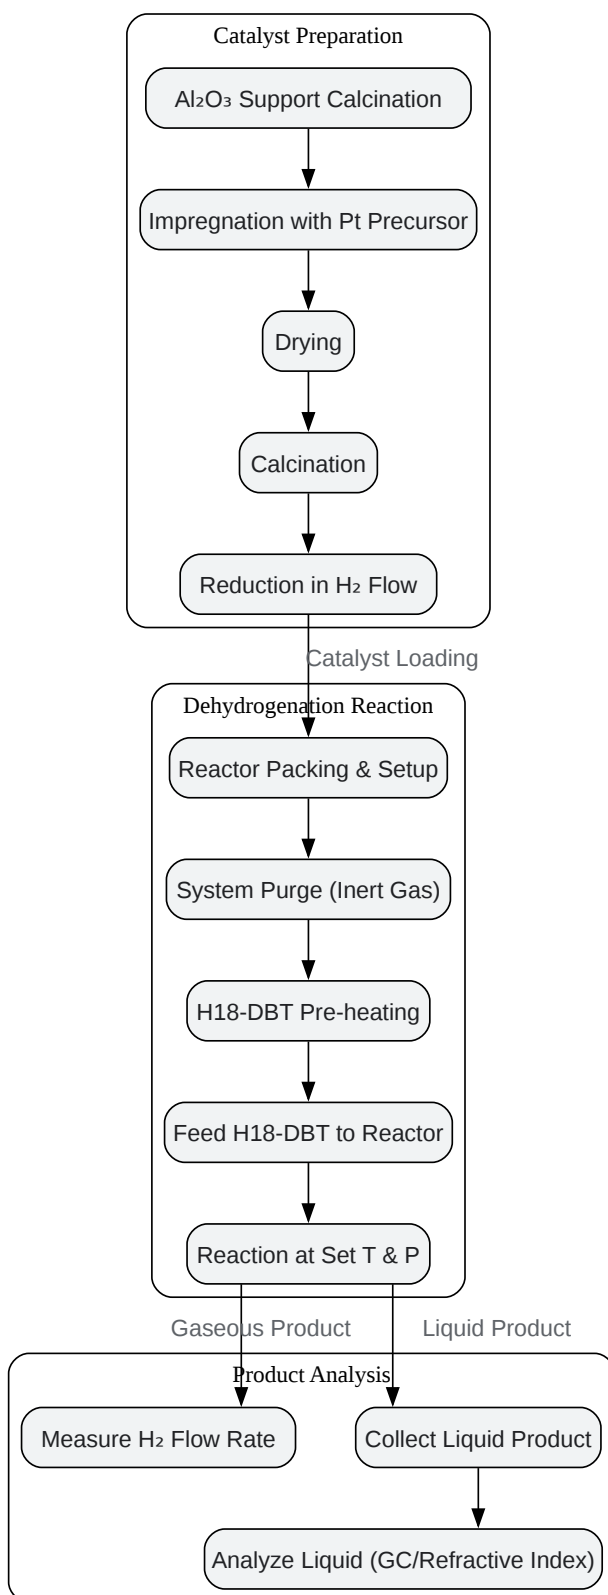 Catalyst Preparation
Al₂O₃ Support Calcination
Impregnation with Pt Precursor
Drying
Calcination
Reduction in H₂ Flow
Catalyst Loading
Dehydrogenation Reaction
Reactor Packing & Setup
System Purge (Inert Gas)
H18-DBT Pre-heating
Feed H18-DBT to Reactor
Reaction at Set T & P
Gaseous Product
Liquid Product
Product Analysis
Measure H₂ Flow Rate
Collect Liquid Product
Analyze Liquid (GC/Refractive Index)